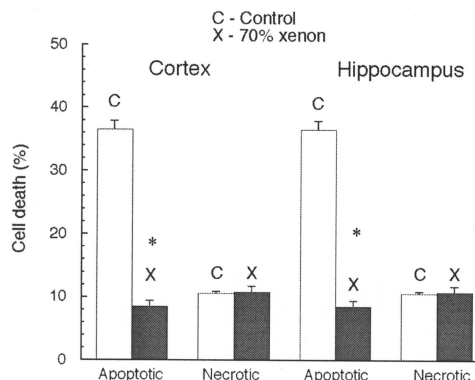 C - Control
X - 70% xenon
50
40
30
20
10
0
Cell death (%)
Cortex
Hippocampus
C
*
X
C
X
C
*
X
C
X
Apoptotic
Necrotic
Apoptotic
Necrotic